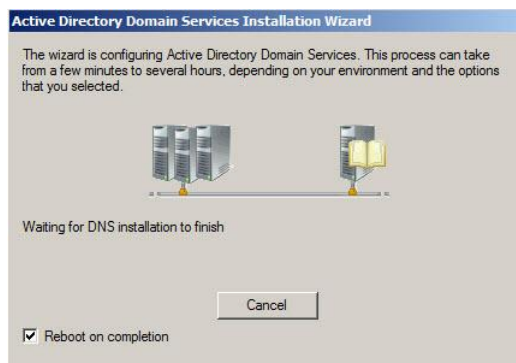 Active Directory Domain Services Installation Wizard
The wizard is configuring Active Directory Domain Services. This process can take
from a few minutes to several hours, depending on your environment and the options
that you selected.
Waiting for DNS installation to finish
Cancel
Reboot on completion